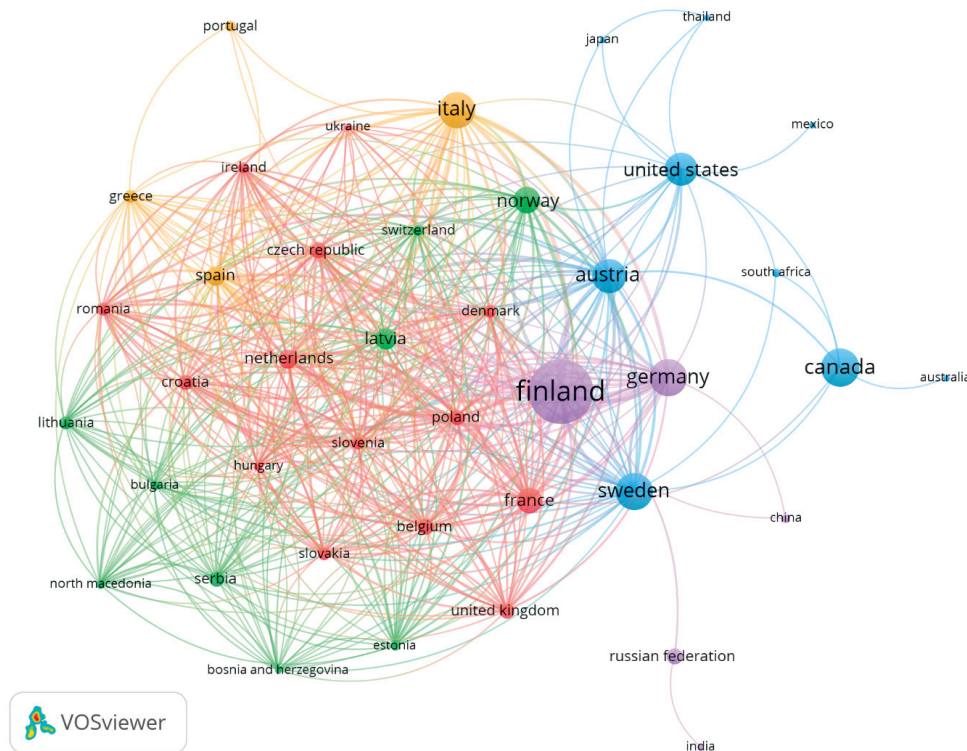 thailand
portugal
japan
italy
ukraine
mexico
ireland
united states
greece
norway
switzerland
czech republic
spain
austria
south africa
romania
denmark
latvia
netherlands
canada
germany
australia
croatia
finland
poland
lithuania
slovenia
hungary
bulgaria
sweden
france
china
belgium
slovakia
serbia
north macedonia
united kingdom
estonia
russian federation
bosnia and herzegovina
VOSviewer
india